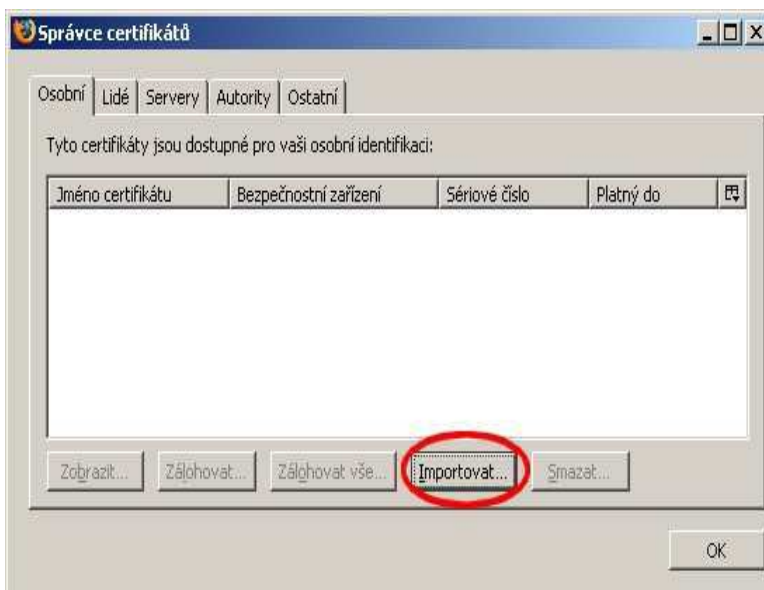 Správce certifikátů
Osobní Lidé Servery Autority Ostatní
Tyto certifikáty jsou dostupné pro vaši osobní identifikaci:
Jméno certifikátu Bezpečnostní zařízení Sériové číslo Platný do
Zobrazit... Zálohovat... Zálohovat vše... Importovat... Smazat...
OK